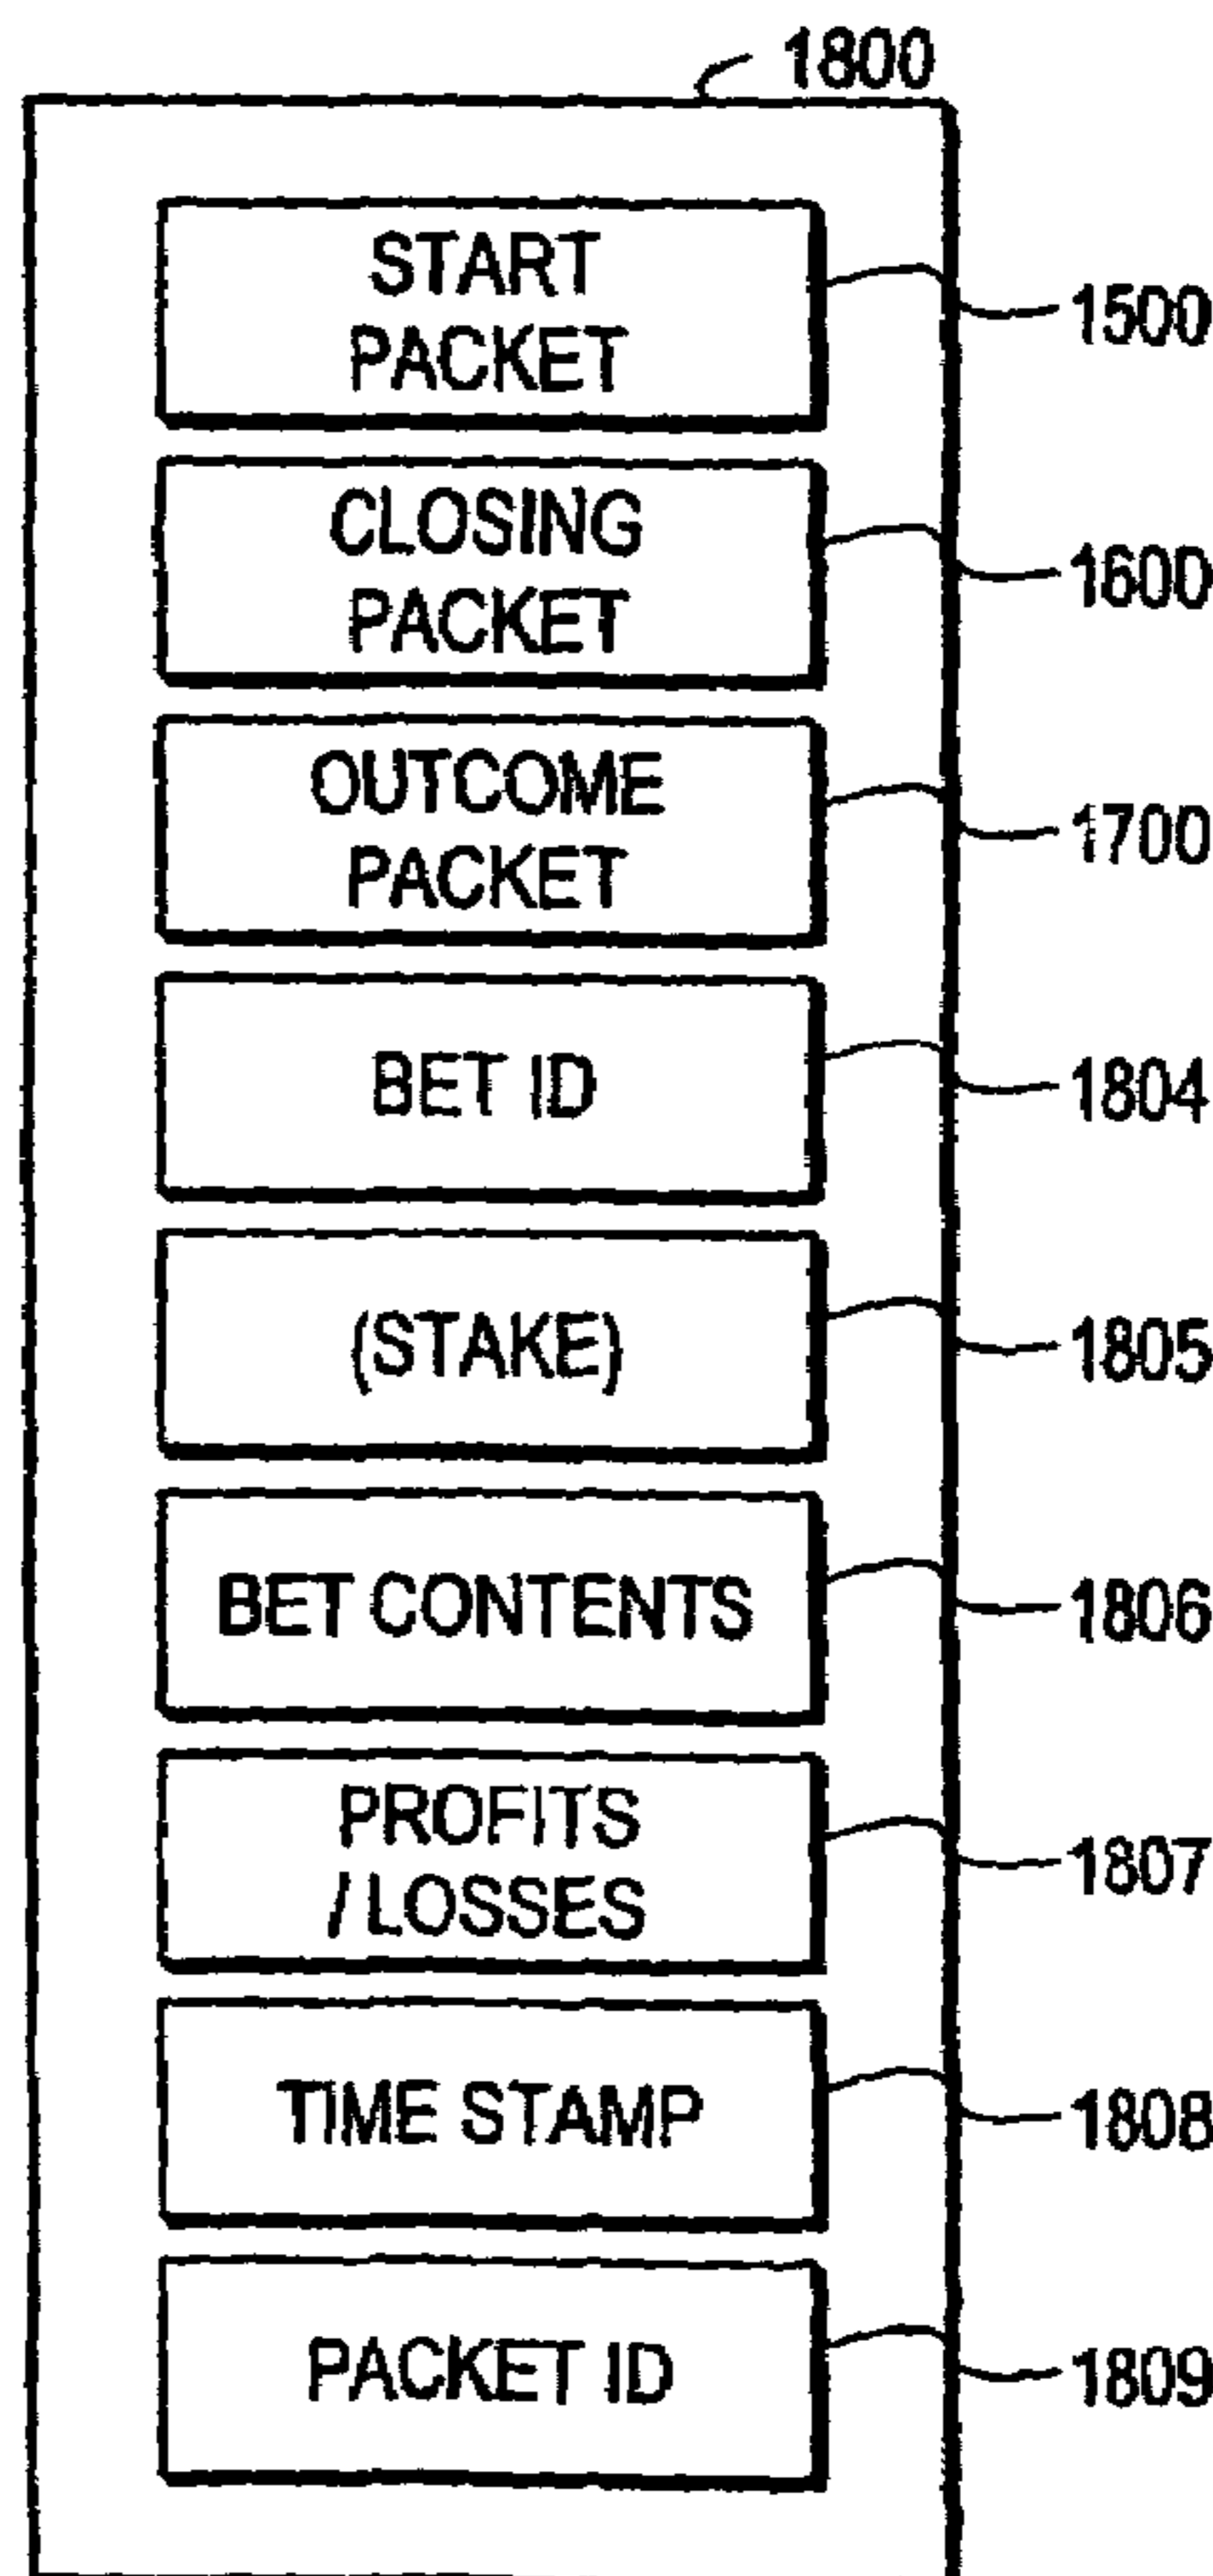 1800
START
PACKET
1500
CLOSING
PACKET
1600
OUTCOME
PACKET
1700
BET ID
1804
(STAKE)
1805
BET CONTENTS
1806
PROFITS
/ LOSSES
1807
TIME STAMP
1808
PACKET ID
1809